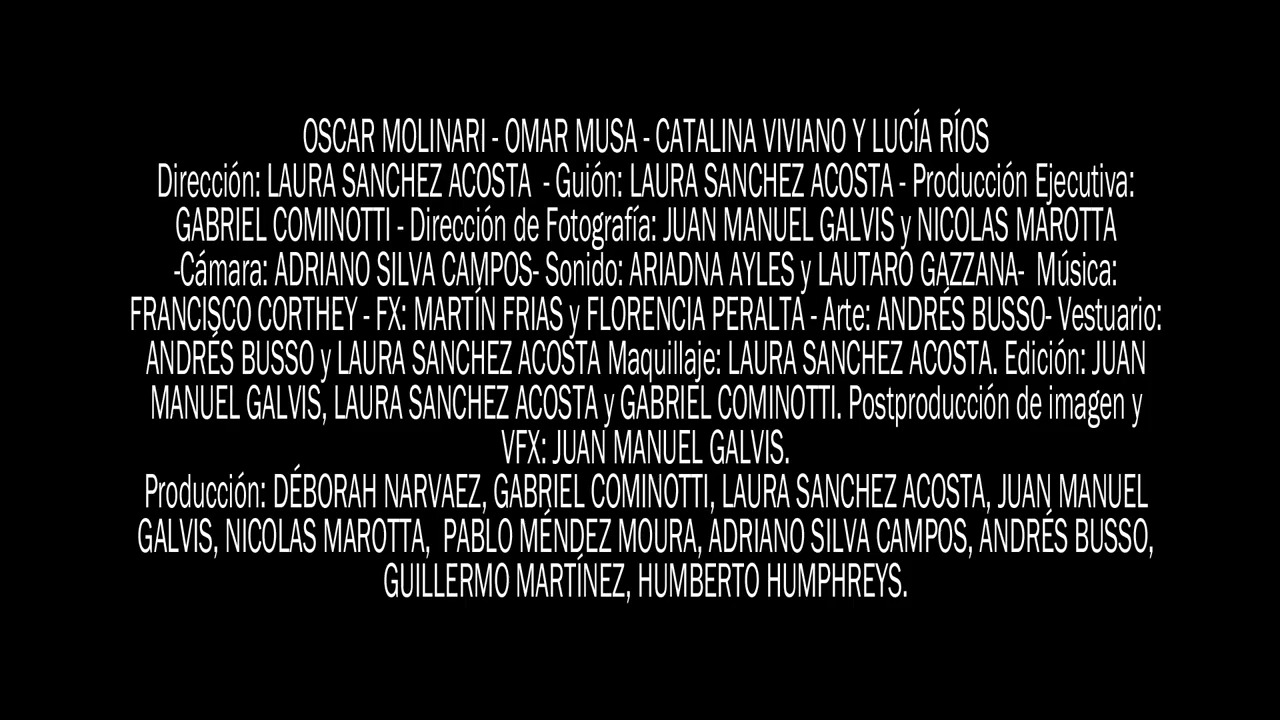 OSCAR MOLINARI - OMAR MUSA - CATALINA VIVIANO Y LUCÍA RÍOS
Dirección: LAURA SANCHEZ ACOSTA  - Guión: LAURA SANCHEZ ACOSTA - Producción Ejecutiva:
GABRIEL COMINOTTI - Dirección de Fotografía: JUAN MANUEL GALVIS y NICOLAS MAROTTA
-Cámara: ADRIANO SILVA CAMPOS- Sonido: ARIADNA AYLES y LAUTARO GAZZANA-  Música:
FRANCISCO CORTHEY - FX: MARTÍN FRIAS y FLORENCIA PERALTA - Arte: ANDRÉS BUSSO- Vestuario:
ANDRÉS BUSSO y LAURA SANCHEZ ACOSTA Maquillaje: LAURA SANCHEZ ACOSTA. Edición: JUAN
MANUEL GALVIS, LAURA SANCHEZ ACOSTA y GABRIEL COMINOTTI. Postproducción de imagen y
VFX: JUAN MANUEL GALVIS.
Producción: DÉBORAH NARVAEZ, GABRIEL COMINOTTI, LAURA SANCHEZ ACOSTA, JUAN MANUEL
GALVIS, NICOLAS MAROTTA,  PABLO MÉNDEZ MOURA, ADRIANO SILVA CAMPOS, ANDRÉS BUSSO,
GUILLERMO MARTÍNEZ, HUMBERTO HUMPHREYS.